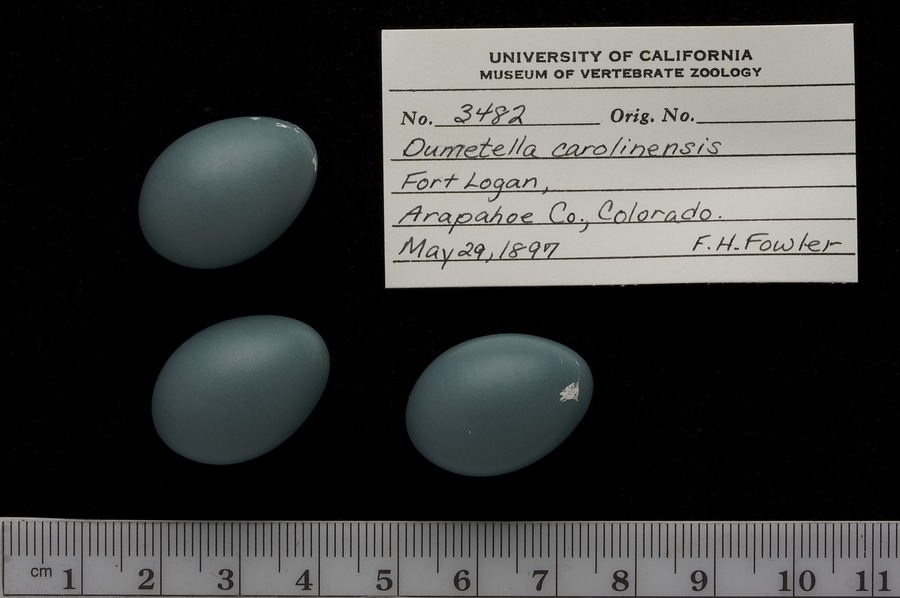 UNIVERSITY OF CALIFORNIA
MUSEUM OF VERTEBRATE ZOOLOGY
No. 3482 Orig. No.
Dumetella carolinensis
Fort Logan,
Arapahoe Co., Colorado.
May 29, 1897 F.H. Fowler
cm 1 2 3 4 5 6 7 8 9 10 11